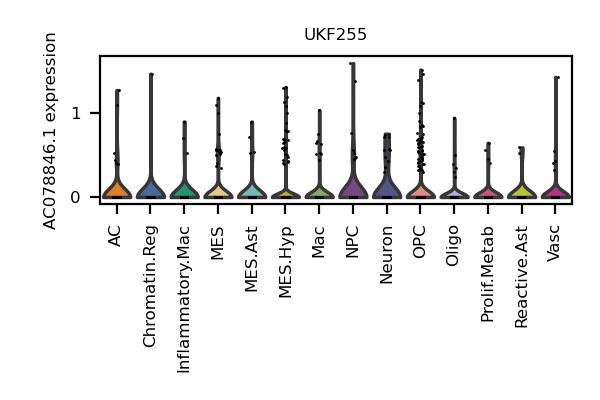 UKF255
AC078846.1 expression
1
0
AC
Chromatin.Reg
Inflammatory.Mac
MES
MES.Ast
MES.Hyp
Mac
NPC
Neuron
OPC
Oligo
Prolif.Metab
Reactive.Ast
Vasc